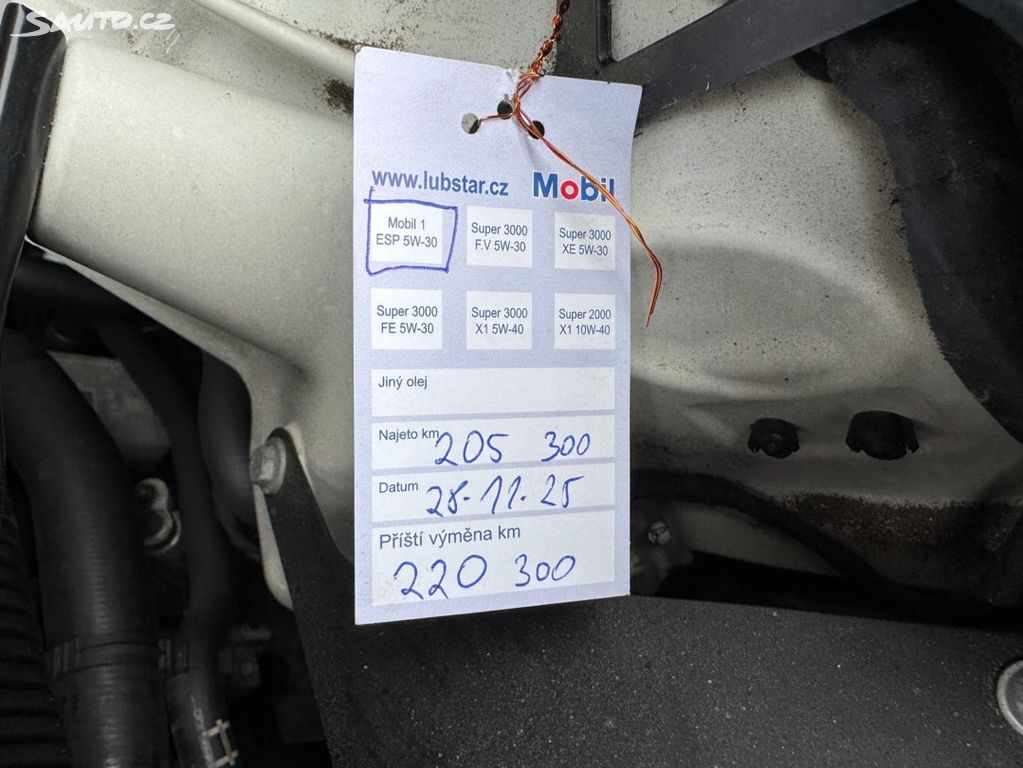 SAUTO.CZ
www.lubstar.cz Mobil
Mobil 1
ESP 5W-30
Super 3000
F.V 5W-30
Super 3000
XE 5W-30
Super 3000
FE 5W-30
Super 3000
X1 5W-40
Super 2000
X1 10W-40
Jiný olej
Najeto km 205 300
Datum 28-11-25
Příští výměna km
220 300